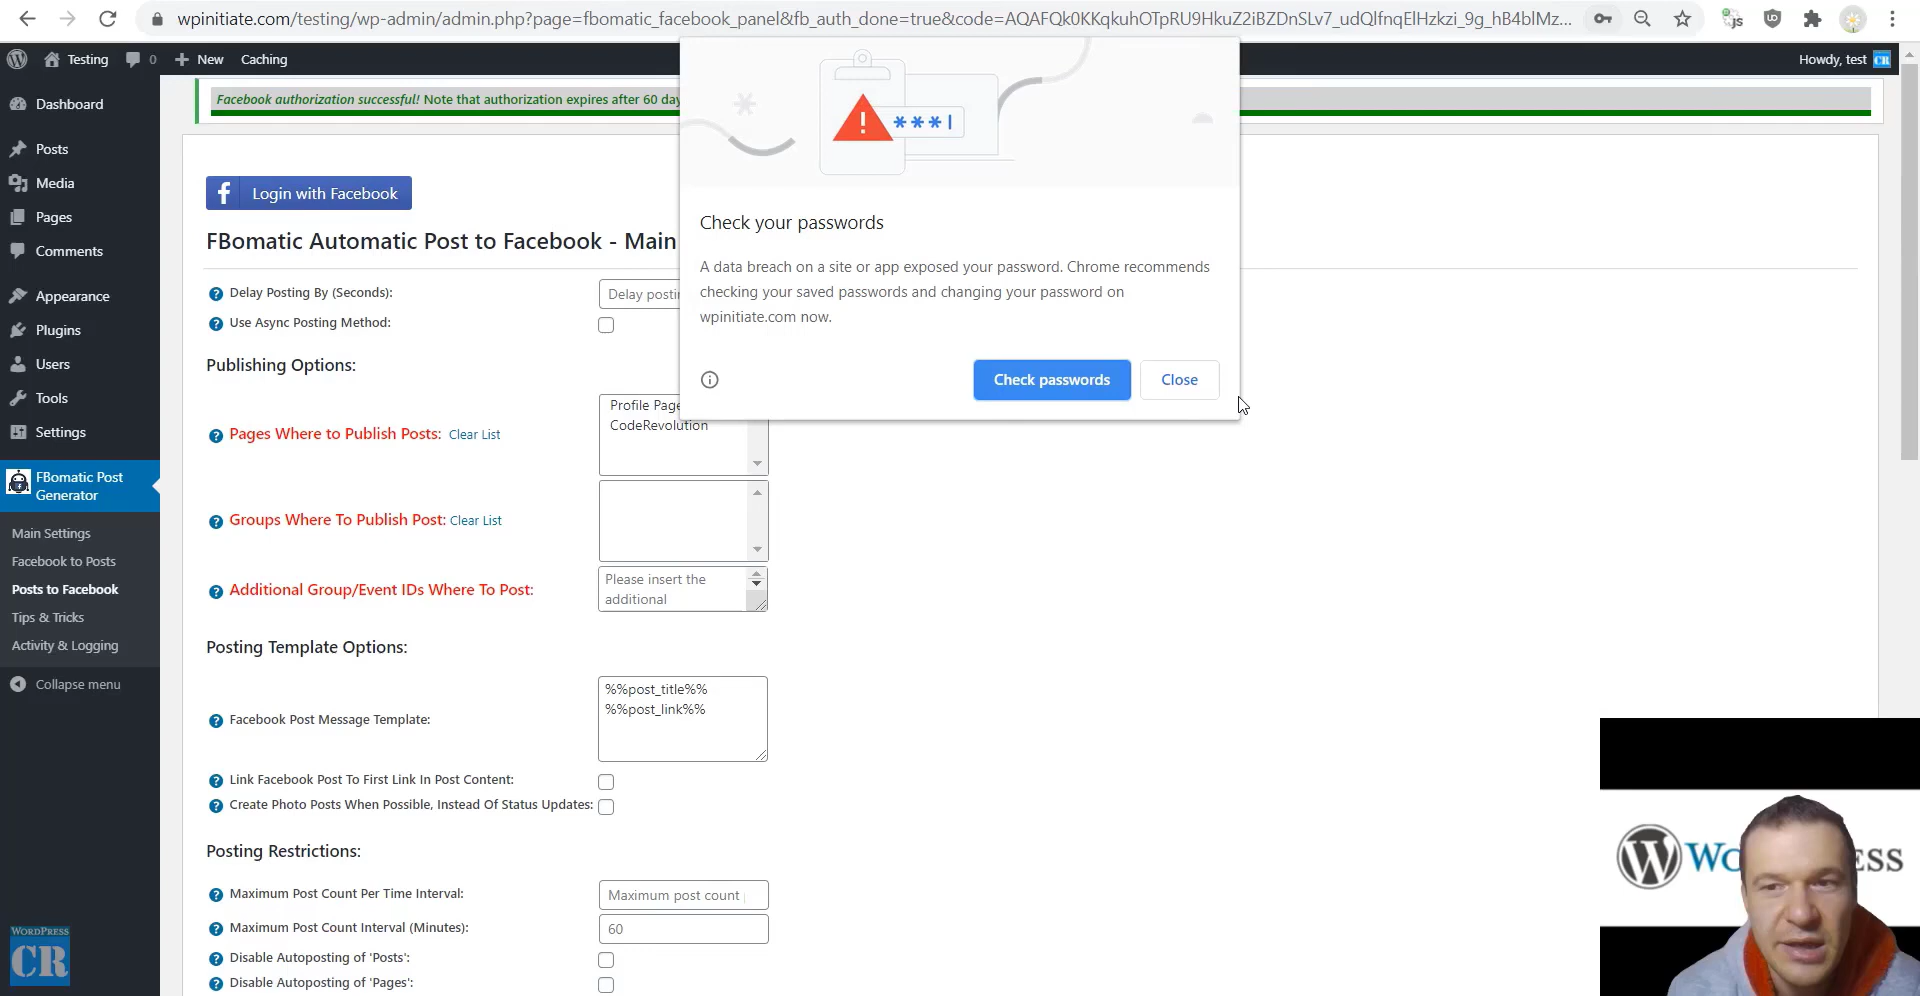 wpinitiate.com/testing/wp-admin/admin.php?page=fbomatic_facebook_panel&fb_auth_done=true&code=AQAFQk0KKqkuhOTpRU9HkuZ2iBZDnSLv7_udQlfnqElHzkzi_9g_hB4blMz...
Testing 0 New Caching
Howdy, test CR
Facebook authorization successful! Note that authorization expires after 60 day
Dashboard
Posts
Media
Pages
Comments
Appearance
Plugins
Users
Tools
Settings
FBomatic Post
Generator
Main Settings
Facebook to Posts
Posts to Facebook
Tips & Tricks
Activity & Logging
Collapse menu
WORDPRESS
CR
Login with Facebook
FBomatic Automatic Post to Facebook - Main
Delay Posting By (Seconds):
Delay postin
Use Async Posting Method:
Publishing Options:
Pages Where to Publish Posts: Clear List
Profile Page
CodeRevolution
Groups Where To Publish Post: Clear List
Additional Group/Event IDs Where To Post:
Please insert the
additional
Posting Template Options:
Facebook Post Message Template:
%%post_title%%
%%post_link%%
Link Facebook Post To First Link In Post Content:
Create Photo Posts When Possible, Instead Of Status Updates:
Posting Restrictions:
Maximum Post Count Per Time Interval:
Maximum post count
Maximum Post Count Interval (Minutes):
60
Disable Autoposting of 'Posts':
Disable Autoposting of 'Pages':
***
Check your passwords
A data breach on a site or app exposed your password. Chrome recommends
checking your saved passwords and changing your password on
wpinitiate.com now.
Check passwords
Close
Wo ESS